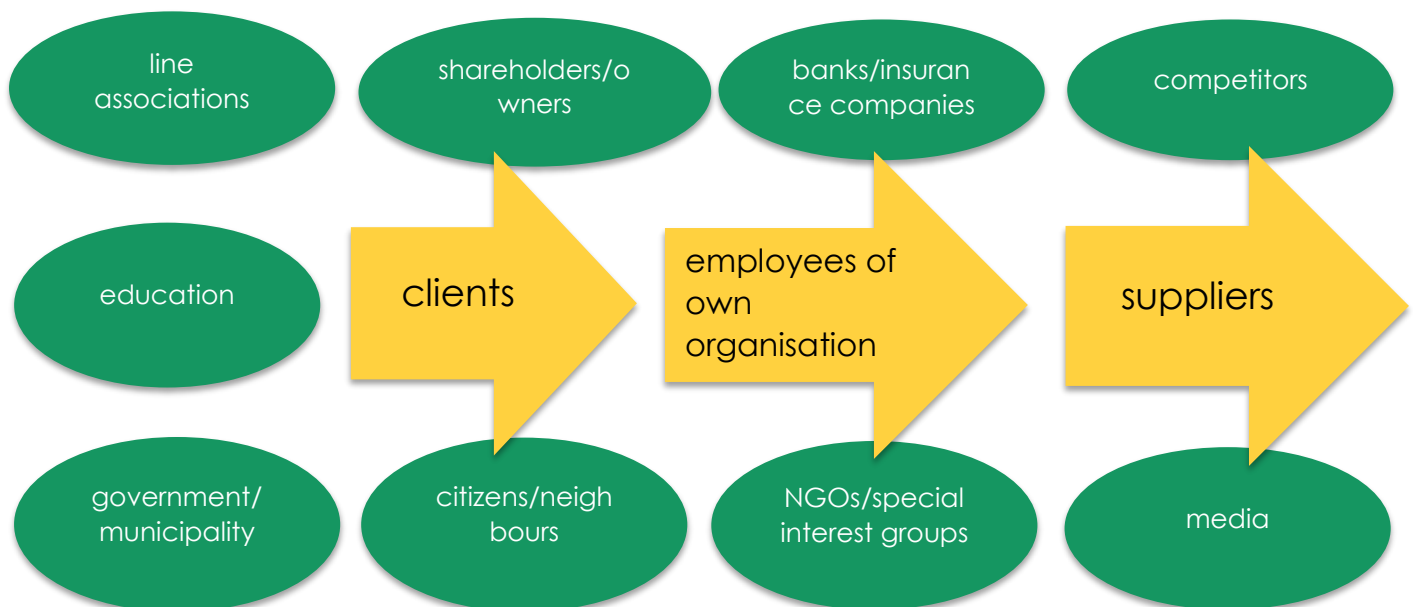 line
associations
shareholders/o
wners
banks/insuran
ce companies
competitors
education
clients
employees of
own
organisation
suppliers
government/
municipality
citizens/neigh
bours
NGOs/special
interest groups
media